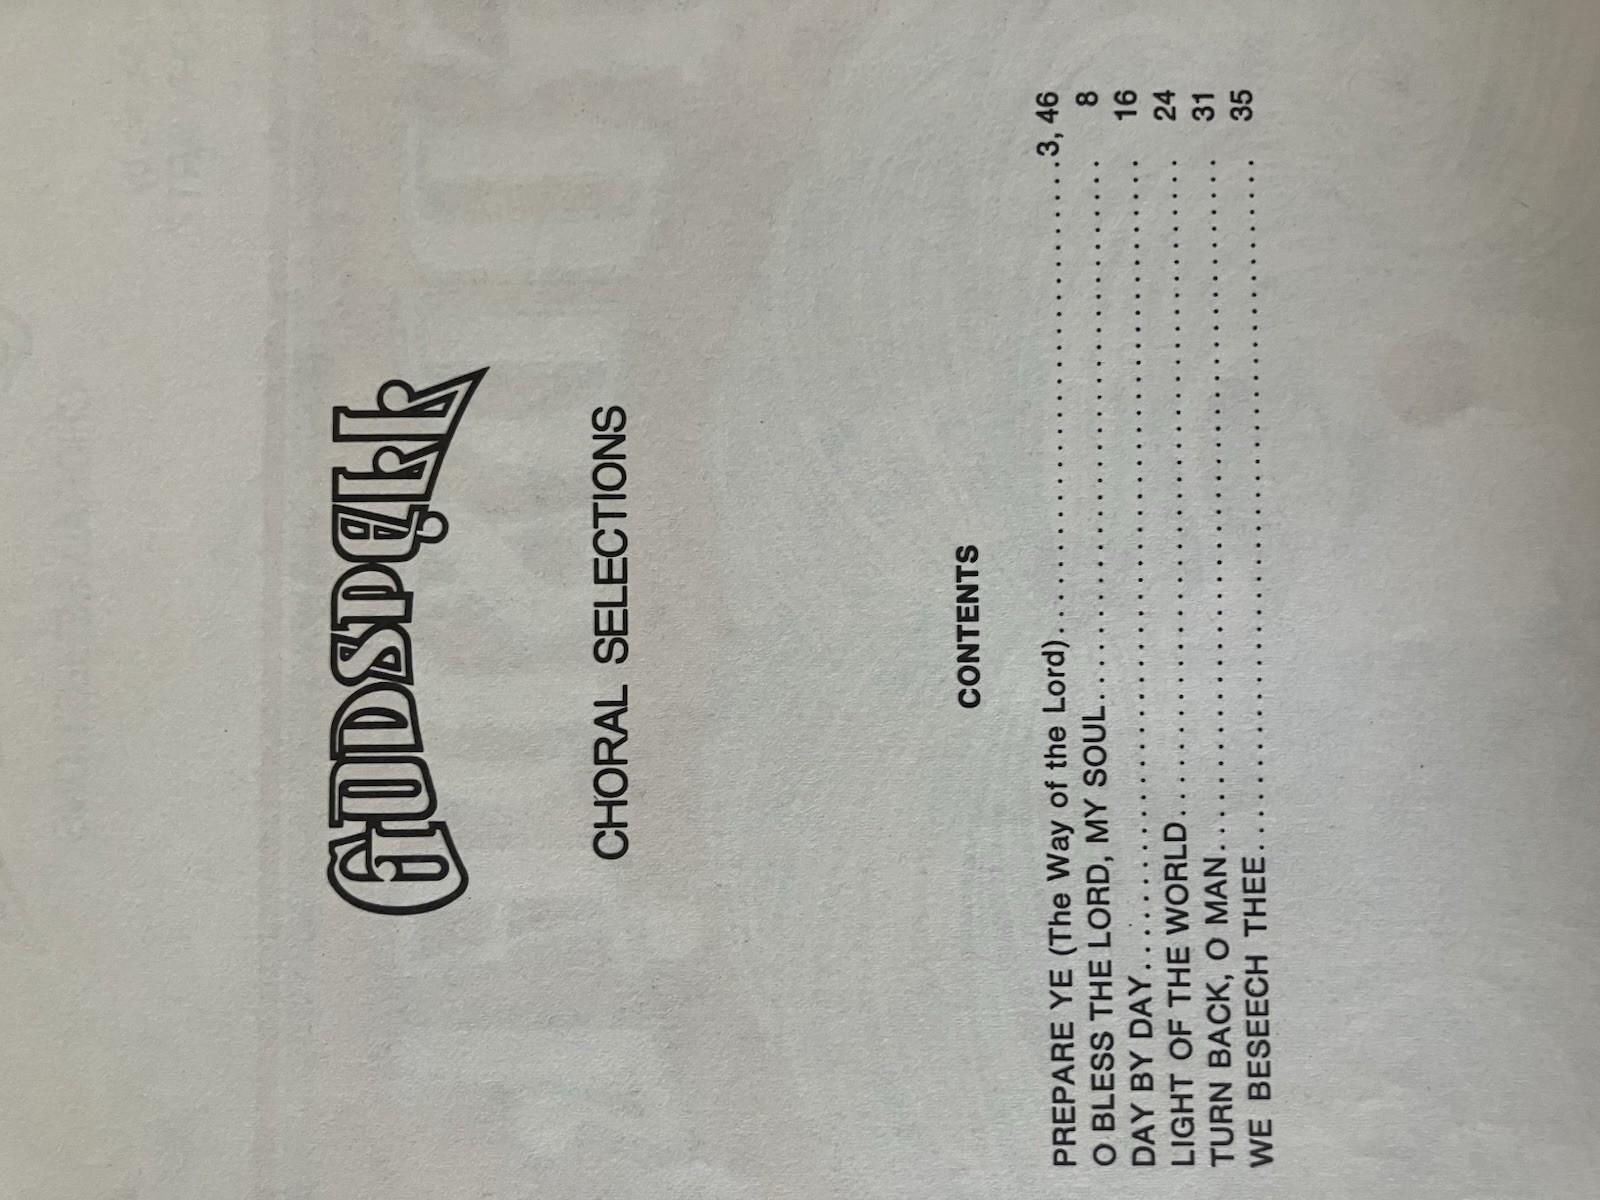 GODSPELL
CHORAL SELECTIONS
CONTENTS
PREPARE YE (The Way of the Lord)........................................3, 46
O BLESS THE LORD, MY SOUL........................................ 8
DAY BY DAY........................................ 16
LIGHT OF THE WORLD........................................ 24
TURN BACK, O MAN........................................ 31
WE BESEECH THEE........................................ 35